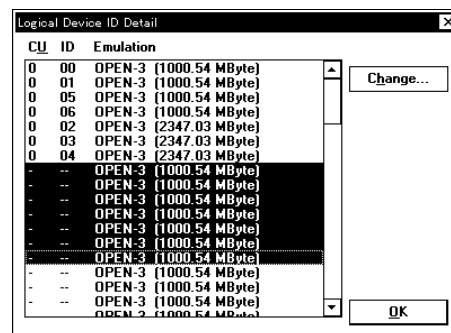 Logical Device ID Detail
CU ID Emulation
0 00 OPEN-3 (1000.54 MByte)
0 01 OPEN-3 (1000.54 MByte)
0 05 OPEN-3 (1000.54 MByte)
0 06 OPEN-3 (1000.54 MByte)
0 02 OPEN-3 (2347.03 MByte)
0 03 OPEN-3 (2347.03 MByte)
0 04 OPEN-3 (2347.03 MByte)
- -- OPEN-3 (1000.54 MByte)
- -- OPEN-3 (1000.54 MByte)
- -- OPEN-3 (1000.54 MByte)
- -- OPEN-3 (1000.54 MByte)
- -- OPEN-3 (1000.54 MByte)
- -- OPEN-3 (1000.54 MByte)
- -- OPEN-3 (1000.54 MByte)
- -- OPEN-3 (1000.54 MByte)
- -- OPEN-3 (1000.54 MByte)
- -- OPEN-3 (1000.54 MByte)
OPEN-3 (1000.54 MByte)
Change...
OK